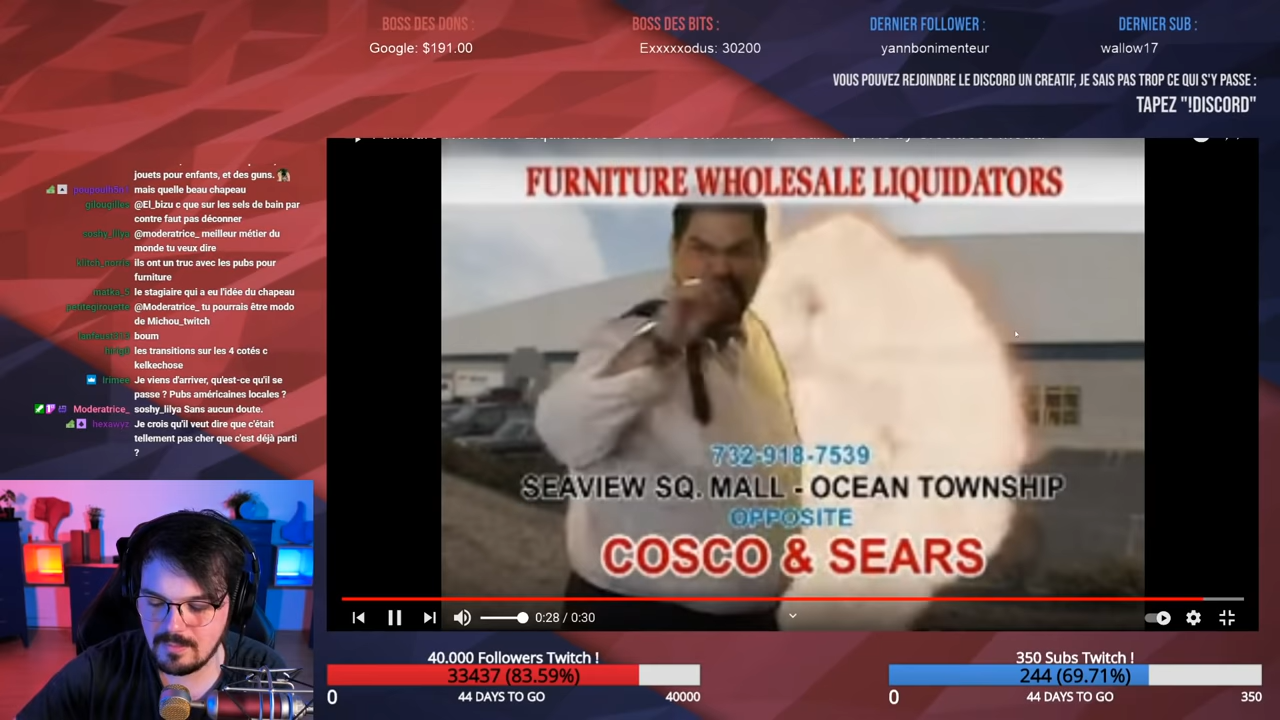 BOSS DES DONS :
BOSS DES BITS :
DERNIER FOLLOWER :
DERNIER SUB :
Google: $191.00
Exxxxxodus: 30200
yannbonimenteur
wallow17
VOUS POUVEZ REJOINDRE LE DISCORD UN CREATIF, JE SAIS PAS TROP CE QUI S'Y PASSE :
TAPEZ "!DISCORD"
jouets pour enfants, et des guns.
mais quelle beau chapeau
gilougilles @El_bizu c que sur les sels de bain par
contre faut pas déconner
soshy_lilya @moderatrice_ meilleur métier du
monde tu veux dire
klitch_norris ils ont un truc avec les pubs pour
furniture
le stagiaire qui a eu l'idée du chapeau
petitegirouette @Moderatrice_ tu pourrais être modo
de Michou_twitch
boum
les transitions sur les 4 cotés c
kelkechose
Irimee Je viens d'arriver, qu'est-ce qu'il se
passe ? Pubs américaines locales ?
Moderatrice_ soshy_lilya Sans aucun doute.
hexawyz Je crois qu'il veut dire que c'était
tellement pas cher que c'est déjà parti
?
FURNITURE WHOLESALE LIQUIDATORS
732-918-7539
SEAVIEW SQ. MALL - OCEAN TOWNSHIP
OPPOSITE
COSCO & SEARS
0:28 / 0:30
40.000 Followers Twitch !
33437 (83.59%)
0
44 DAYS TO GO
40000
350 Subs Twitch !
244 (69.71%)
0
44 DAYS TO GO
350